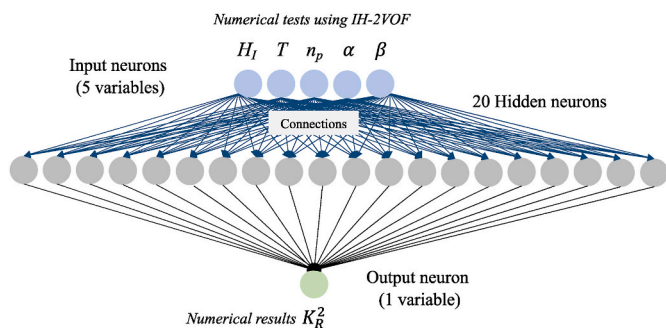 Numerical tests using IH-2VOF
H_I T n_p α β
Input neurons
(5 variables)
20 Hidden neurons
Connections
Output neuron
(1 variable)
Numerical results K_R^2